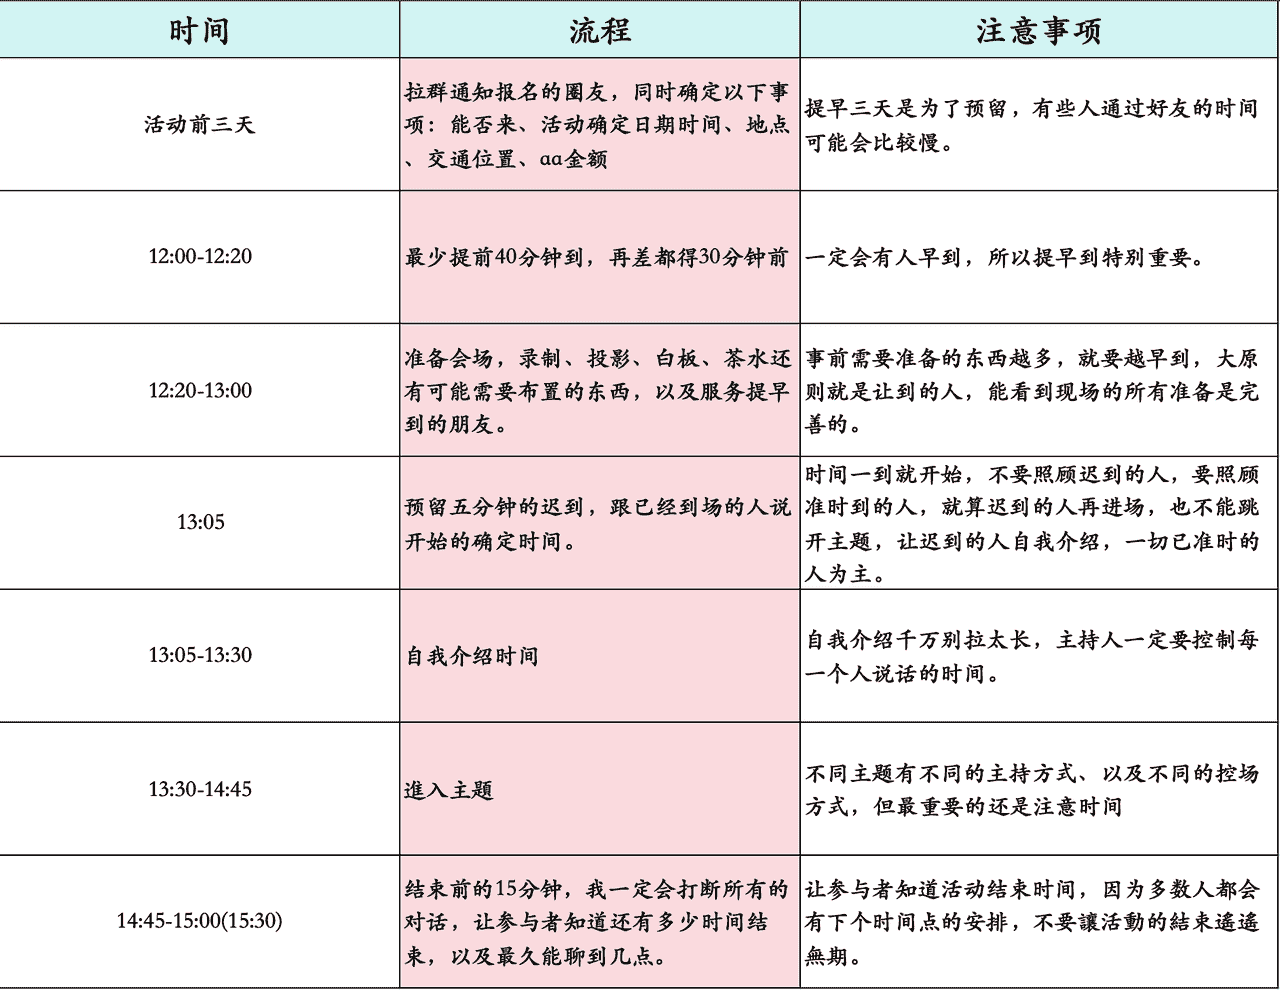 时间
流程
注意事项
活动前三天
拉群通知报名的圈友，同时确定以下事
项：能否来、活动确定日期时间、地点
、交通位置、aa金额
提早三天是为了预留，有些人通过好友的时间
可能会比较慢。
12:00-12:20
最少提前40分钟到，再差都得30分钟前
一定会有人早到，所以提早到特别重要。
12:20-13:00
准备会场，录制、投影、白板、茶水还
有可能需要布置的东西，以及服务提早
到的朋友。
事前需要准备的东西越多，就要越早到，大原
则就是让到的人，能看到现场的所有准备是完
善的。
13:05
预留五分钟的迟到，跟已经到场的人说
开始的确定时间。
时间一到就开始，不要照顾迟到的人，要照顾
准时到的人，就算迟到的人再进场，也不能跳
开主题，让迟到的人自我介绍，一切已准时的
人为主。
13:05-13:30
自我介绍时间
自我介绍千万别拉太长，主持人一定要控制每
一个人说话的时间。
13:30-14:45
進入主題
不同主题有不同的主持方式、以及不同的控场
方式，但最重要的还是注意时间
14:45-15:00(15:30)
结束前的15分钟，我一定会打断所有的
对话，让参与者知道还有多少时间结
束，以及最久能聊到几点。
让参与者知道活动结束时间，因为多数人都会
有下个时间点的安排，不要讓活動的結束遙遙
無期。